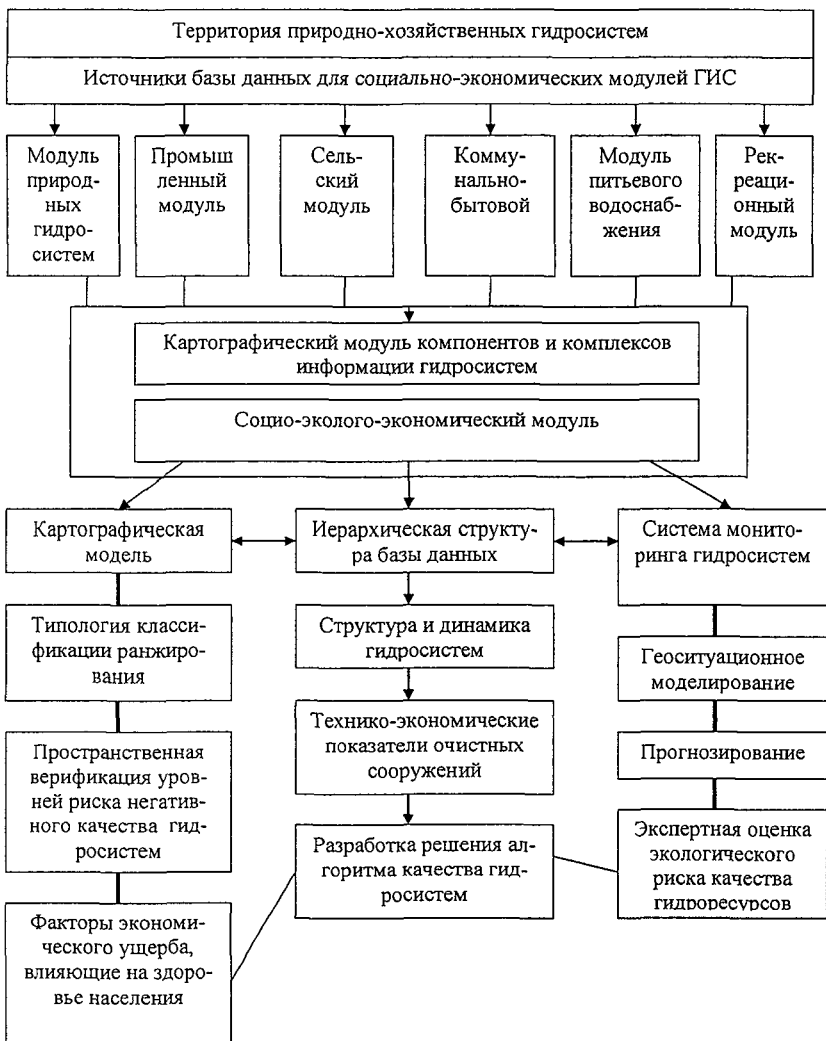 Территория природно-хозяйственных гидросистем
Источники базы данных для социально-экономических модулей ГИС
Модуль
природ-
ных
гидро-
систем
Промыш
ленный
модуль
Сель-
ский
модуль
Комму-
нально-
бытовой
Модуль
питьевого
водоснаб-
жения
Рек-
реаци-
онный
модуль
Картографический модуль компонентов и комплексов
информации гидросистем
Социо-эколого-экономический модуль
Картографическая
модель
Иерархическая структу-
ра базы данных
Система монито-
ринга гидросистем
Типология класси-
фикации ранжиро-
вания
Структура и динамика
гидросистем
Геоситуационное
моделирование
Технико-экономические
показатели очистных
сооружений
Прогнозирование
Пространственная
верификация уров-
ней риска негатив-
ного качества гид-
росистем
Разработка решения ал-
горитма качества гид-
росистем
Экспертная оценка
экологического
риска качества
гидроресурсов
Факторы экономи-
ческого ущерба,
влияющие на здоро-
вье населения